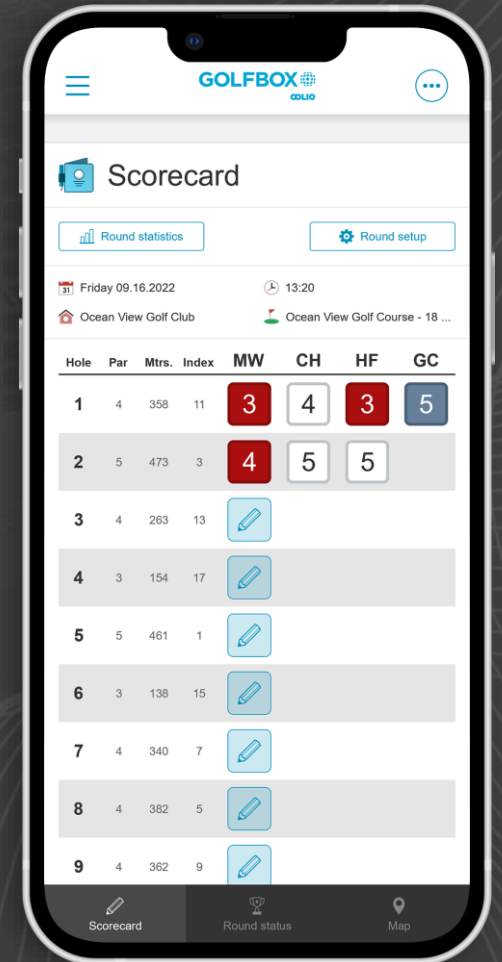 GOLFBOX
Scorecard
Round statistics
Round setup
31 Friday 09.16.2022
13:20
Ocean View Golf Club
Ocean View Golf Course - 18 ...
Hole Par Mtrs. Index MW CH HF GC
1 4 358 11 3 4 3 5
2 5 473 3 4 5 5
3 4 263 13
4 3 154 17
5 5 461 1
6 3 138 15
7 4 340 7
8 4 382 5
9 4 362 9
Scorecard Round status Map